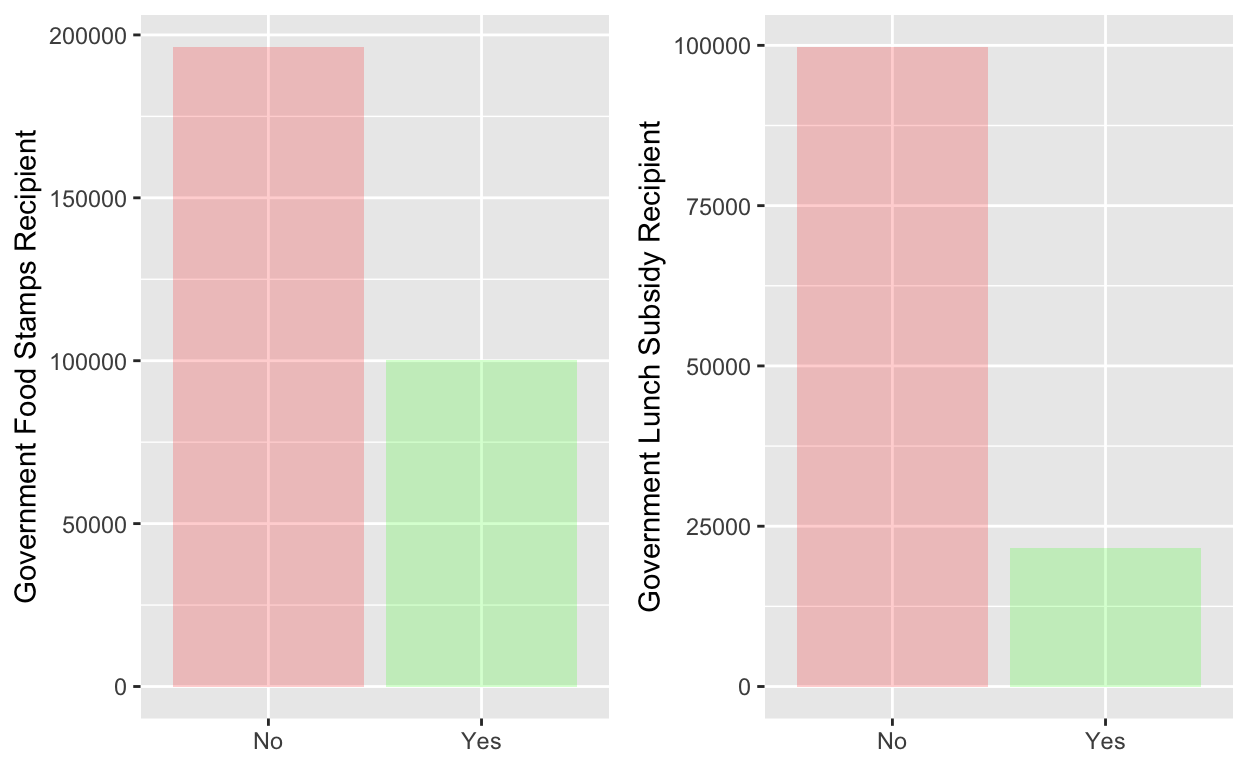 Government Food Stamps Recipient
200000
150000
100000
50000
0
No Yes
Government Lunch Subsidy Recipient
100000
75000
50000
25000
0
No Yes